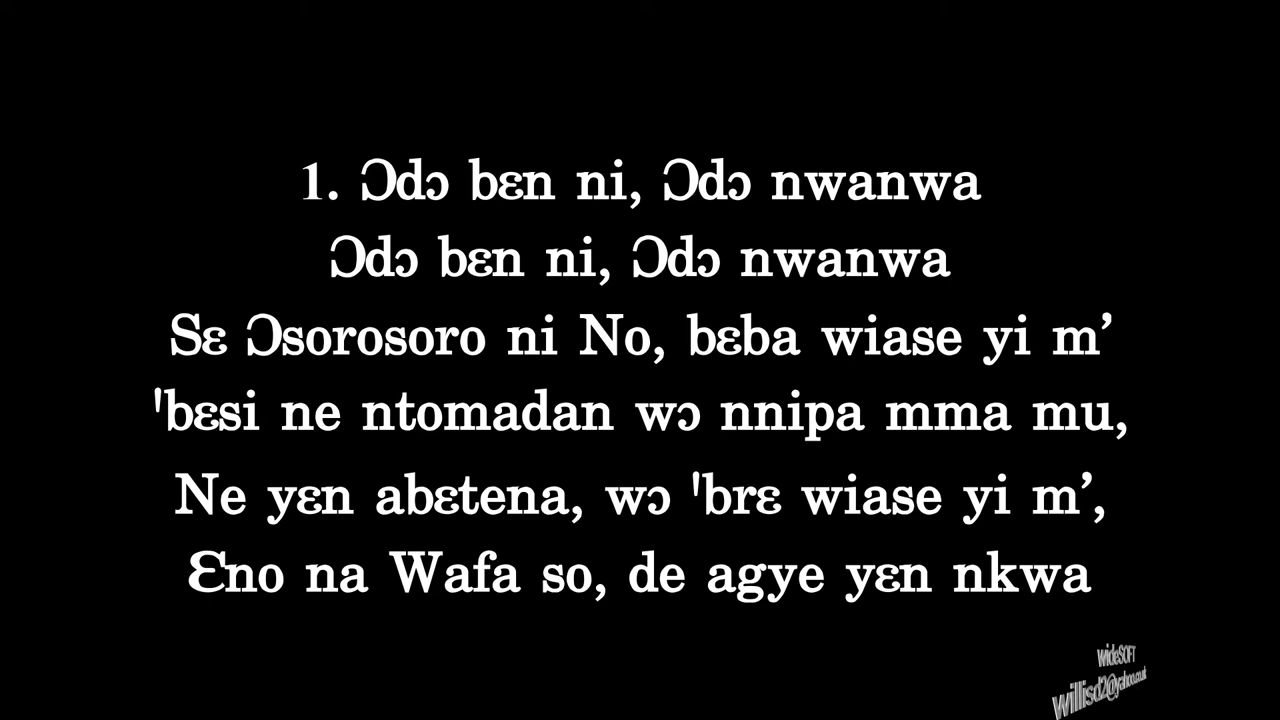 1. Ɔdɔ bɛn ni, Ɔdɔ nwanwa
Ɔdɔ bɛn ni, Ɔdɔ nwanwa
Sɛ Ɔsorosoro ni No, bɛba wiase yi m’
'bɛsi ne ntomadan wɔ nnipa mma mu,
Ne yɛn abɛtena, wɔ 'brɛ wiase yi m’,
Ɛno na Wafa so, de agye yɛn nkwa
wideSOFT